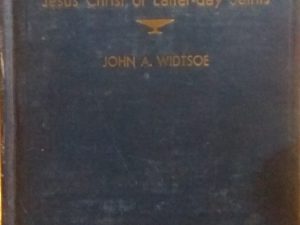 Jesus Christ of Latter-day Saints
JOHN A. WIDTSOE